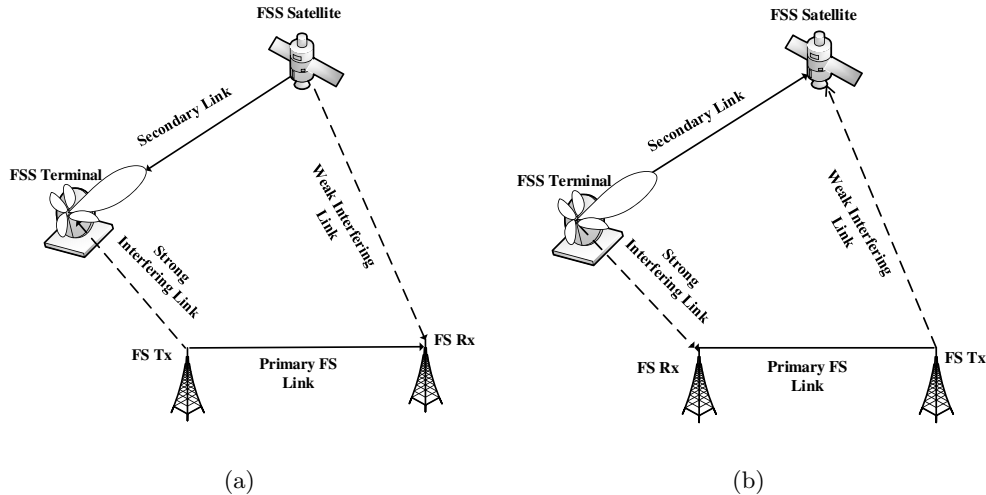 FSS Satellite
Secondary Link
FSS Terminal
Weak Interfering
Link
Strong
Interfering Link
FS Tx
FS Rx
Primary FS
Link
(a)
FSS Satellite
Secondary Link
FSS Terminal
Weak Interfering
Link
Strong
Interfering Link
FS Rx
FS Tx
Primary FS
Link
(b)